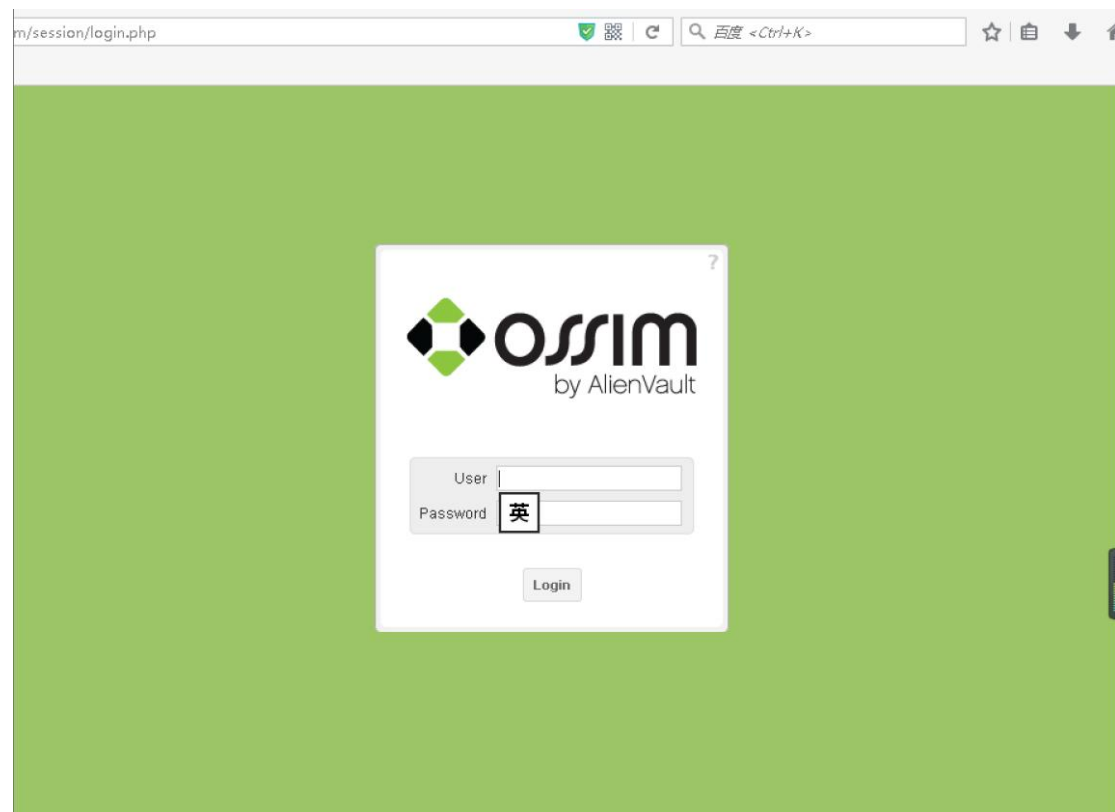 m/session/login.php
百度 <Ctrl+K>
?
OSSIM
by AlienVault
User
Password
英
Login